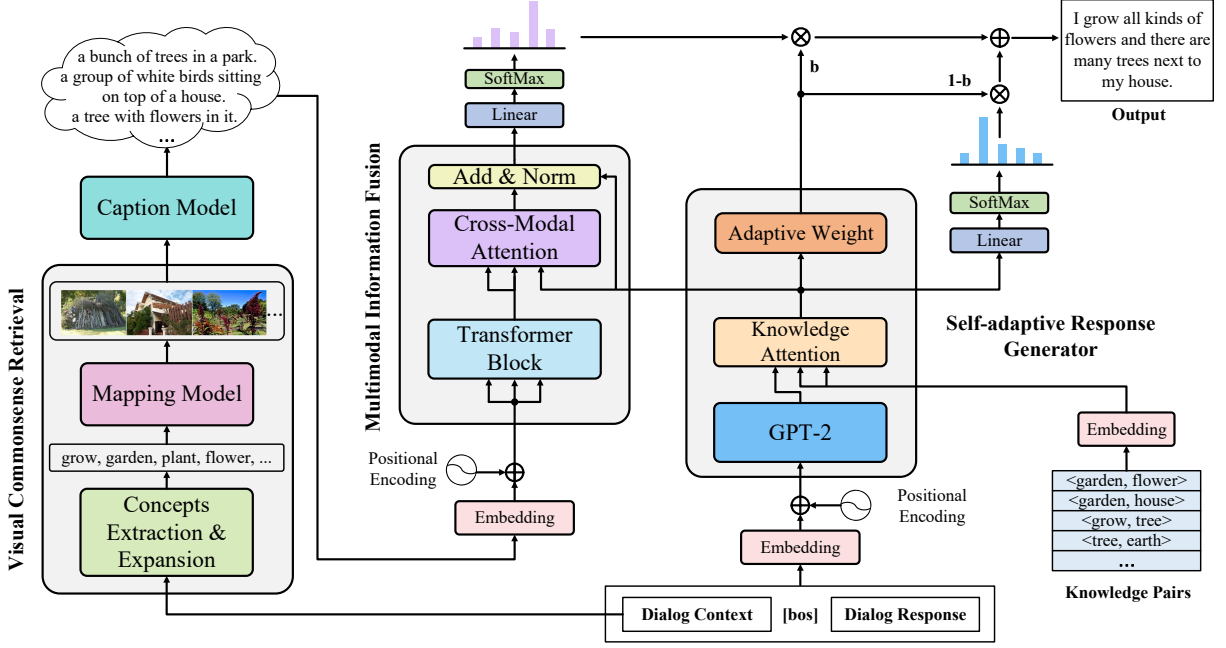 a bunch of trees in a park.
a group of white birds sitting
on top of a house.
a tree with flowers in it.
...
Caption Model
...
Mapping Model
grow, garden, plant, flower, ...
Concepts
Extraction &
Expansion
Visual Commonsense Retrieval
SoftMax
Linear
Add & Norm
Cross-Modal
Attention
Transformer
Block
Multimodal Information Fusion
Positional
Encoding
Embedding
b
1-b
Adaptive Weight
Knowledge
Attention
GPT-2
Positional
Encoding
Embedding
Dialog Context
[bos]
Dialog Response
I grow all kinds of
flowers and there are
many trees next to
my house.
Output
SoftMax
Linear
Self-adaptive Response
Generator
Embedding
<garden, flower>
<garden, house>
<grow, tree>
<tree, earth>
...
Knowledge Pairs